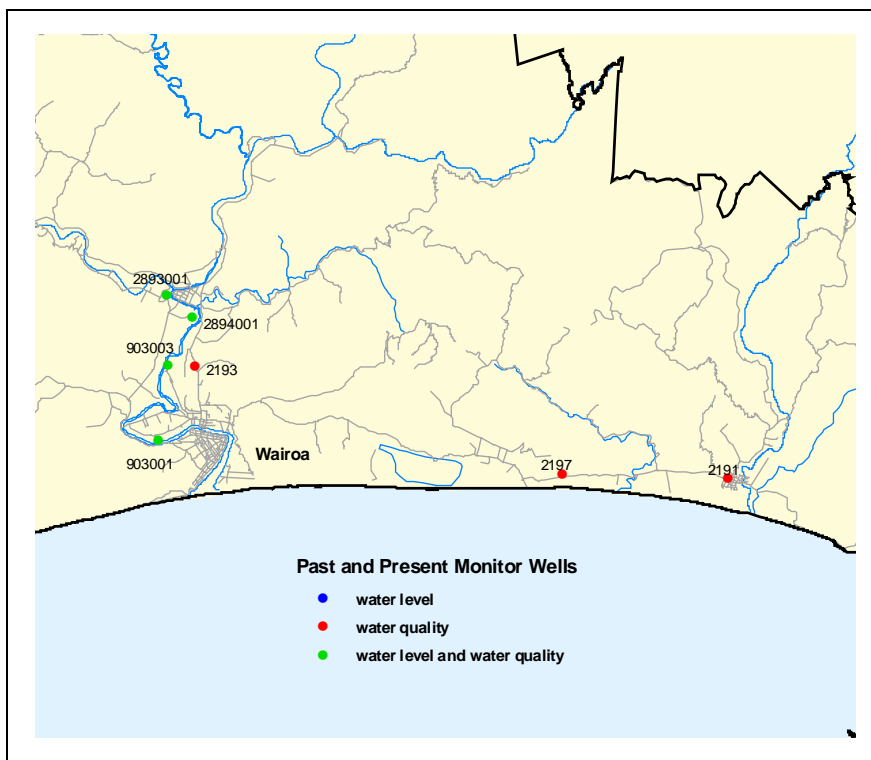 2893001
2894001
903003
2193
Wairoa
903001
2197
2191
Past and Present Monitor Wells
water level
water quality
water level and water quality